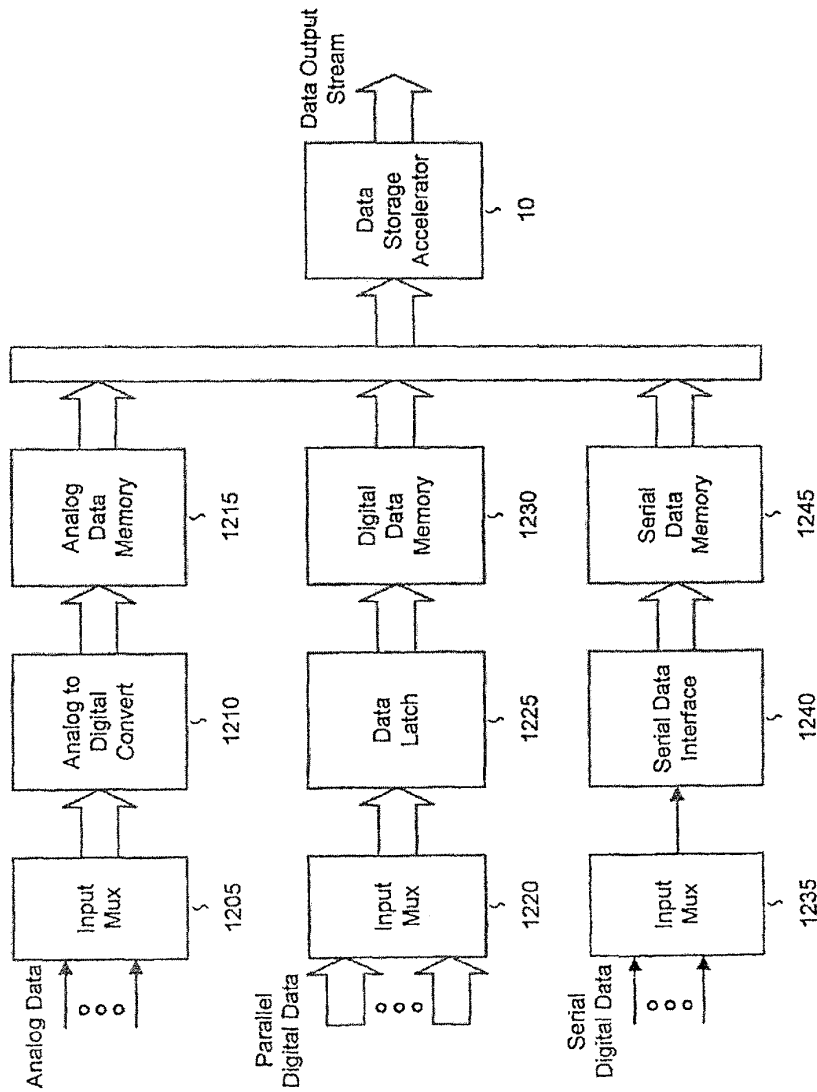 Analog Data
Input
Mux
1205
Analog to
Digital
Convert
1210
Analog
Data
Memory
1215
Parallel
Digital Data
Input
Mux
1220
Data
Latch
1225
Digital
Data
Memory
1230
Serial
Digital Data
Input
Mux
1235
Serial Data
Interface
1240
Serial
Data
Memory
1245
Data
Storage
Accelerator
10
Data Output
Stream